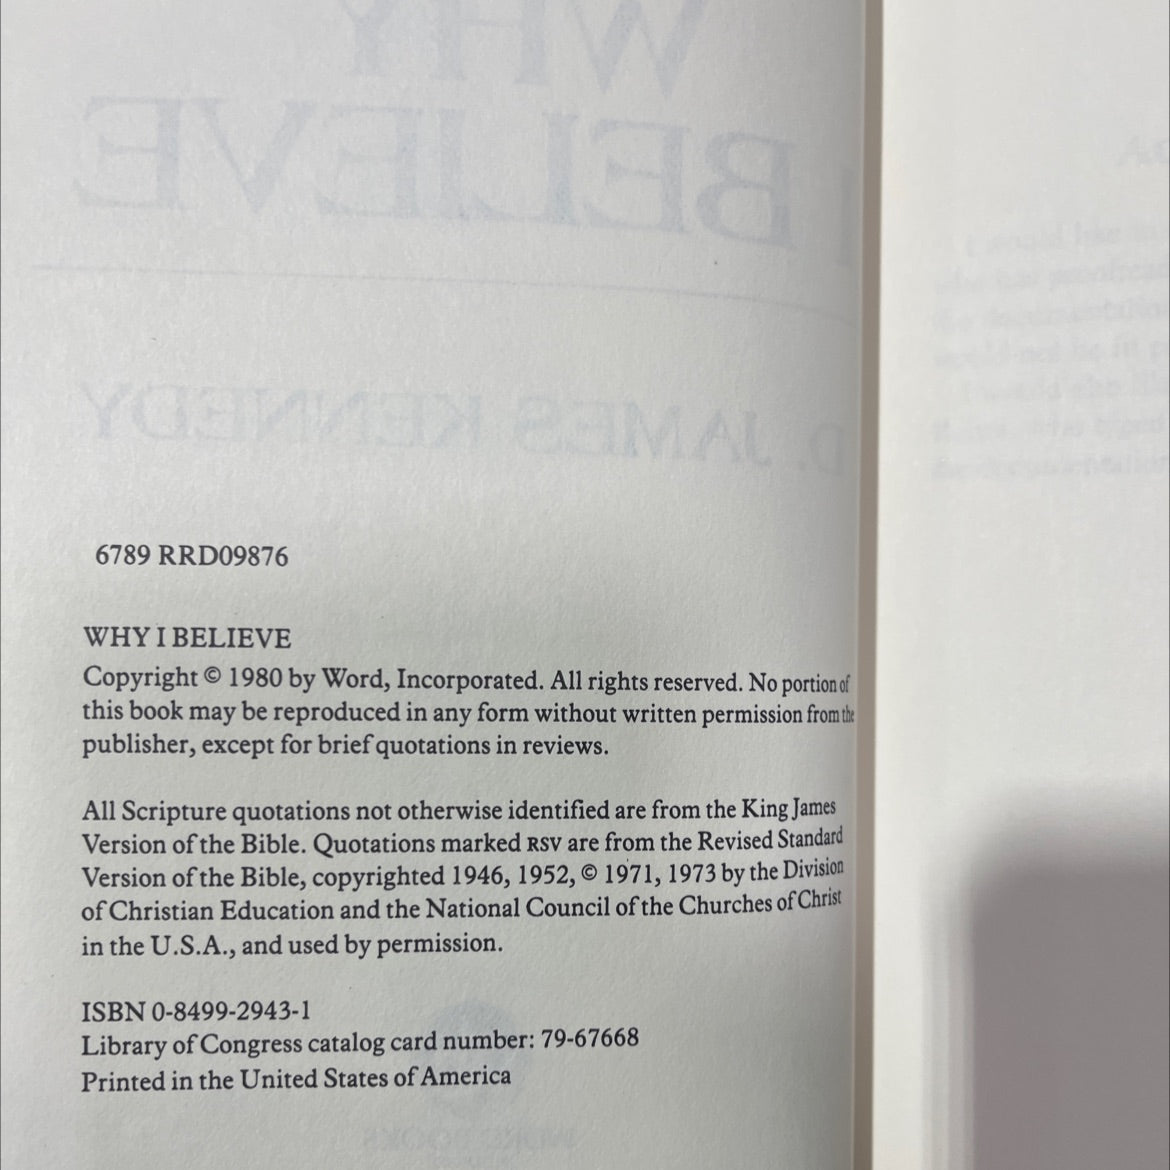 WHY
I BELIEVE
D. JAMES KENNEDY
6789 RRD09876
WHY I BELIEVE
Copyright © 1980 by Word, Incorporated. All rights reserved. No portion of
this book may be reproduced in any form without written permission from the
publisher, except for brief quotations in reviews.
All Scripture quotations not otherwise identified are from the King James
Version of the Bible. Quotations marked RSV are from the Revised Standard
Version of the Bible, copyrighted 1946, 1952, © 1971, 1973 by the Division
of Christian Education and the National Council of the Churches of Christ
in the U.S.A., and used by permission.
ISBN 0-8499-2943-1
Library of Congress catalog card number: 79-67668
Printed in the United States of America